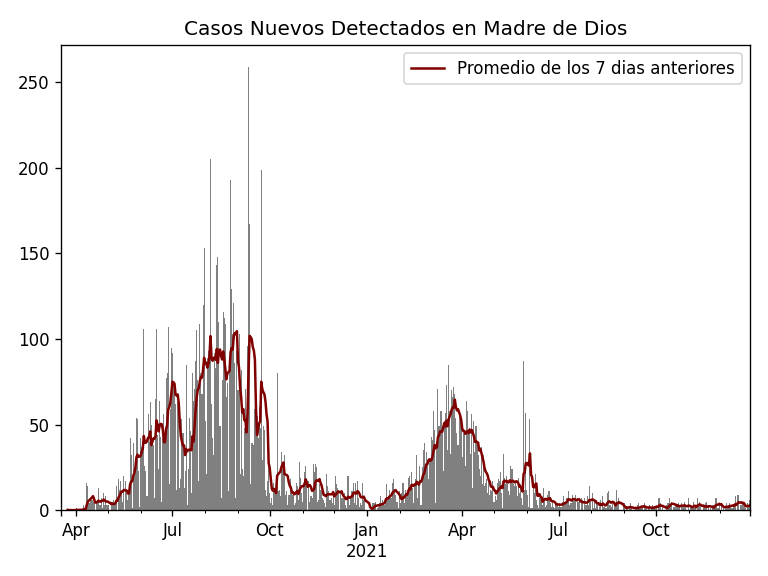 Casos Nuevos Detectados en Madre de Dios
Promedio de los 7 dias anteriores
250
200
150
100
50
0
Apr Jul Oct Jan Apr Jul Oct
2021